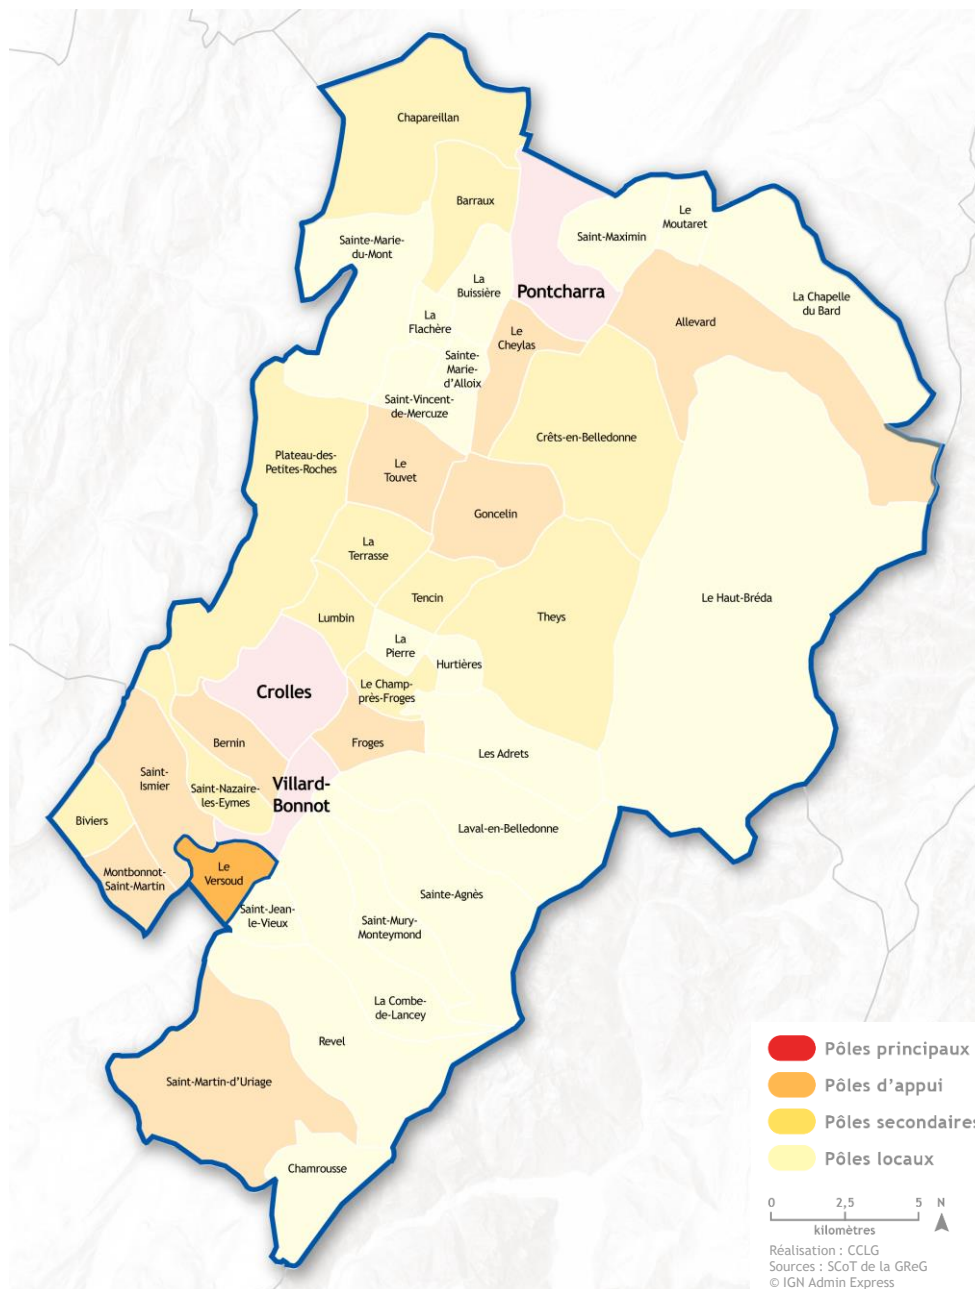 Chapareillan
Barraux
Le
Moutaret
Saint-Maximin
Sainte-Marie-
du-Mont
La
Buissière
Pontcharra
La Chapelle
du Bard
La
Flachère
Le
Cheylas
Allevard
Sainte-
Marie-
d'Alloix
Saint-Vincent-
de-Mercuze
Crêts-en-Belledonne
Plateau-des-
Petites-Roches
Le
Touvet
Goncelin
La
Terrasse
Tencin
Le Haut-Bréda
Lumbin
Theys
La
Pierre
Hurtières
Crolles
Le Champ-
près-Froges
Bernin
Froges
Les Adrets
Saint-
Ismier
Villard-
Bonnot
Saint-Nazaire-
les-Eymes
Biviers
Laval-en-Belledonne
Montbonnot-
Saint-Martin
Le
Versoud
Sainte-Agnès
Saint-Jean-
le-Vieux
Saint-Mury-
Monteymond
La Combe-
de-Lancey
Revel
Saint-Martin-d'Uriage
Chamrousse
Pôles principaux
Pôles d'appui
Pôles secondaires
Pôles locaux
0 2,5 5 N
kilomètres
Réalisation : CCLG
Sources : SCoT de la GReG
© IGN Admin Express